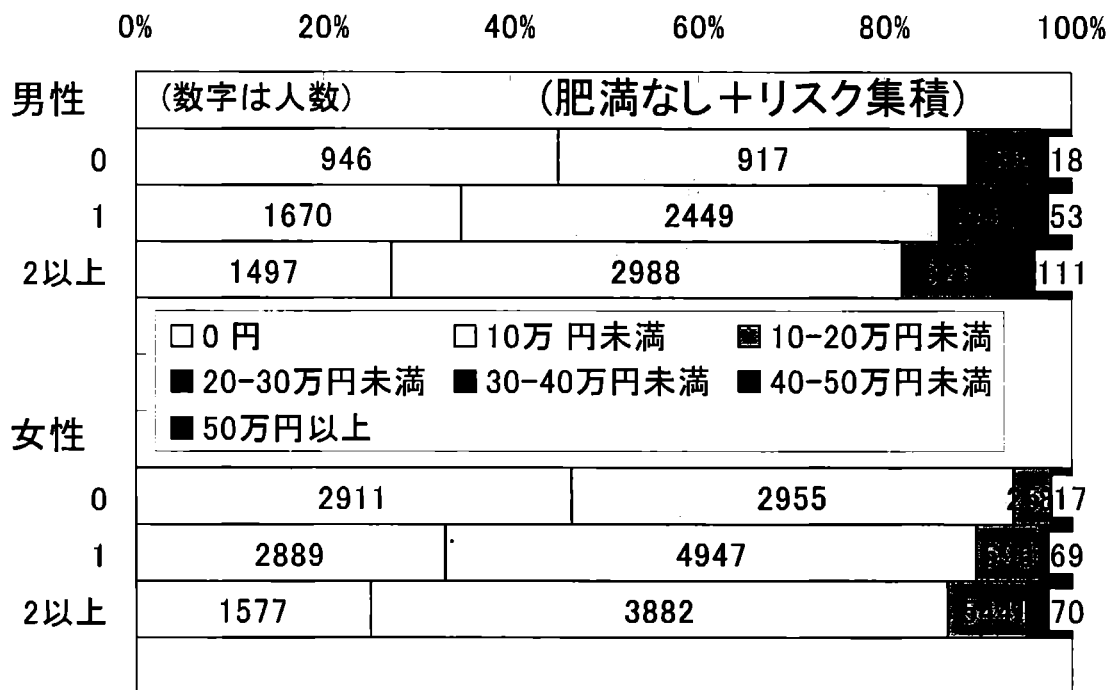 0% 20% 40% 60% 80% 100%
男性 (数字は人数) (肥満なし+リスク集積)
0 946 917 18
1 1670 2449 53
2以上 1497 2988 111
□0 円 □10万 円未満 ■10-20万円未満
■20-30万円未満 ■30-40万円未満 ■40-50万円未満
■50万円以上
女性
0 2911 2955 17
1 2889 4947 69
2以上 1577 3882 70